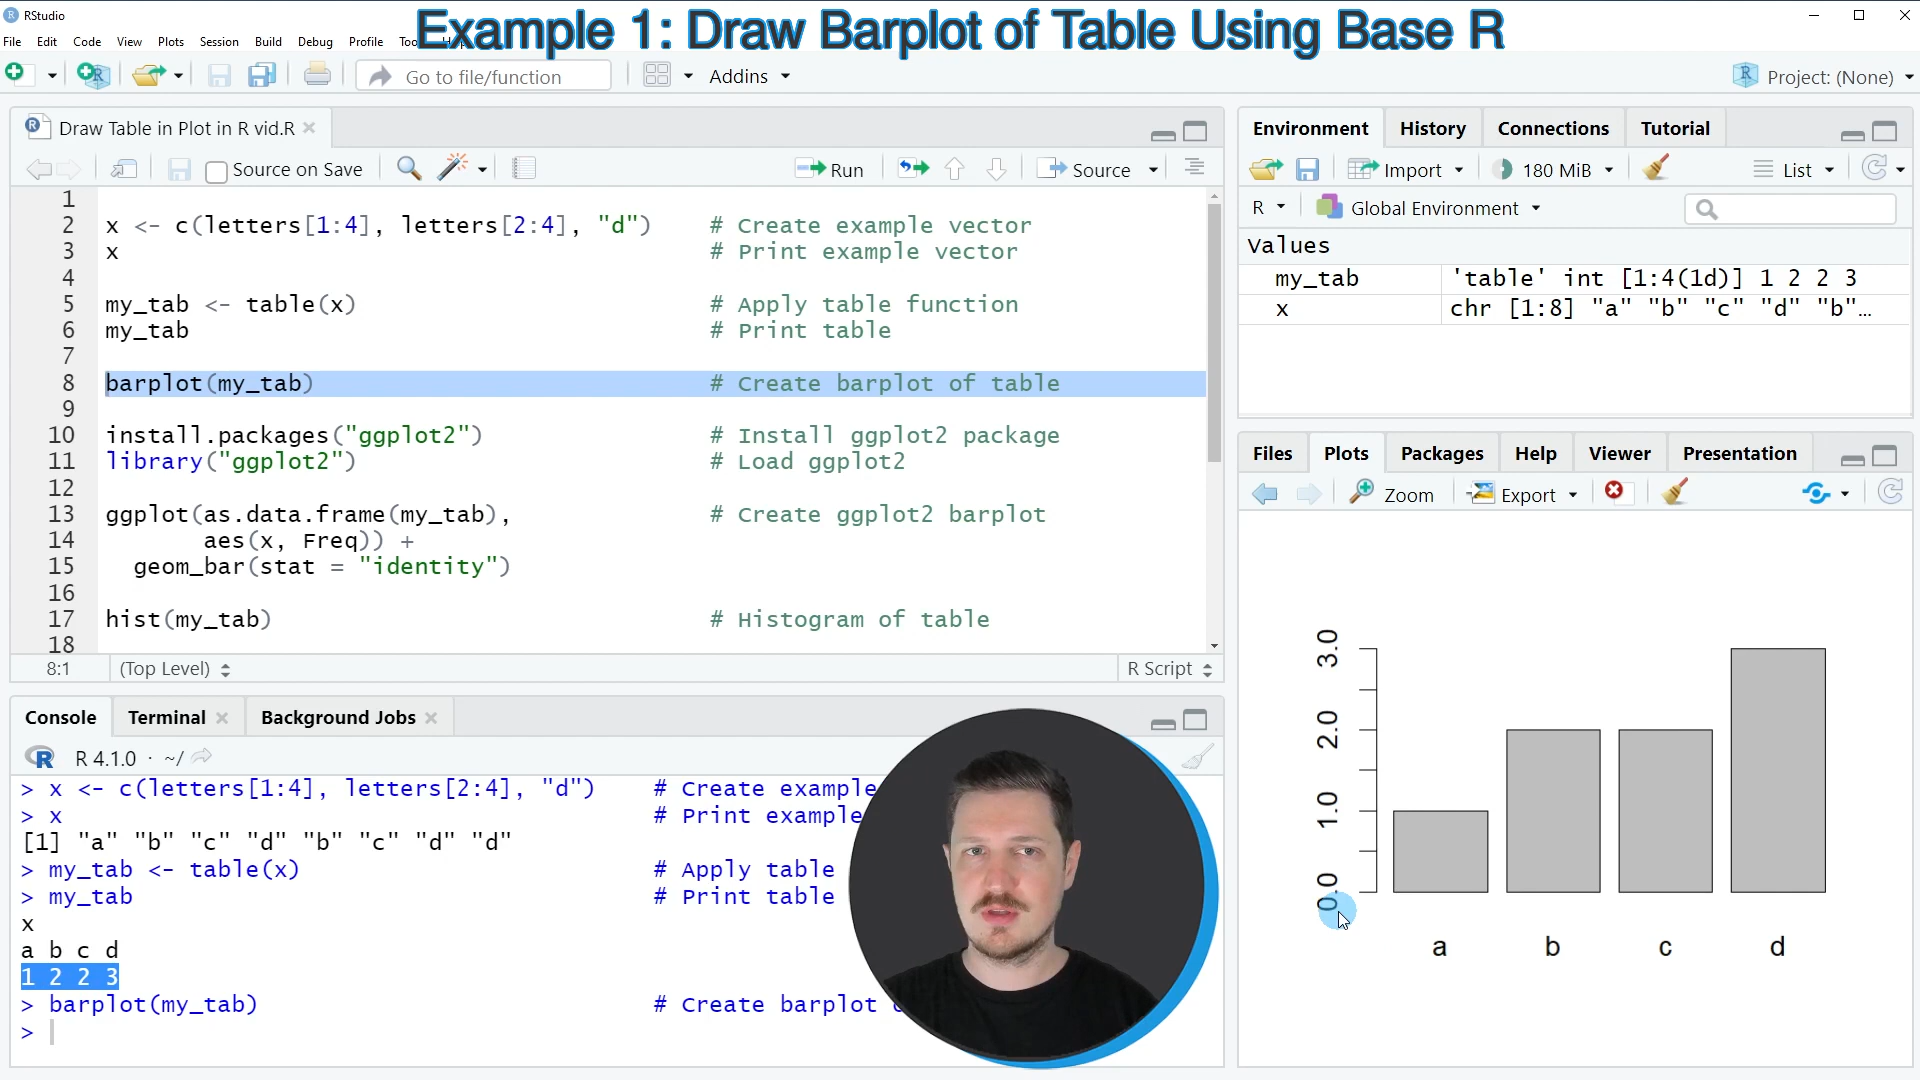 RStudio
Example 1: Draw Barplot of Table Using Base R
File Edit Code View Plots Session Build Debug Profile
Go to file/function
Addins
Project: (None)
Draw Table in Plot in R vid.R
Source on Save
Run
Source
1
2 x <- c(letters[1:4], letters[2:4], "d") # Create example vector
3 x # Print example vector
4
5 my_tab <- table(x) # Apply table function
6 my_tab # Print table
7
8 barplot(my_tab) # Create barplot of table
9
10 install.packages("ggplot2") # Install ggplot2 package
11 library("ggplot2") # Load ggplot2
12
13 ggplot(as.data.frame(my_tab), # Create ggplot2 barplot
14 aes(x, Freq)) +
15 geom_bar(stat = "identity")
16
17 hist(my_tab) # Histogram of table
18
8:1 (Top Level) R Script
Console Terminal Background Jobs
R 4.1.0 · ~/
> x <- c(letters[1:4], letters[2:4], "d") # Create example
> x # Print example
[1] "a" "b" "c" "d" "b" "c" "d" "d"
> my_tab <- table(x) # Apply table
> my_tab # Print table
x
a b c d
1 2 2 3
> barplot(my_tab) # Create barplot
>
Environment History Connections Tutorial
Import 180 MiB List
R Global Environment
Values
my_tab 'table' int [1:4(1d)] 1 2 2 3
x chr [1:8] "a" "b" "c" "d" "b"…
Files Plots Packages Help Viewer Presentation
Zoom Export
3.0
2.0
1.0
0.0
a b c d